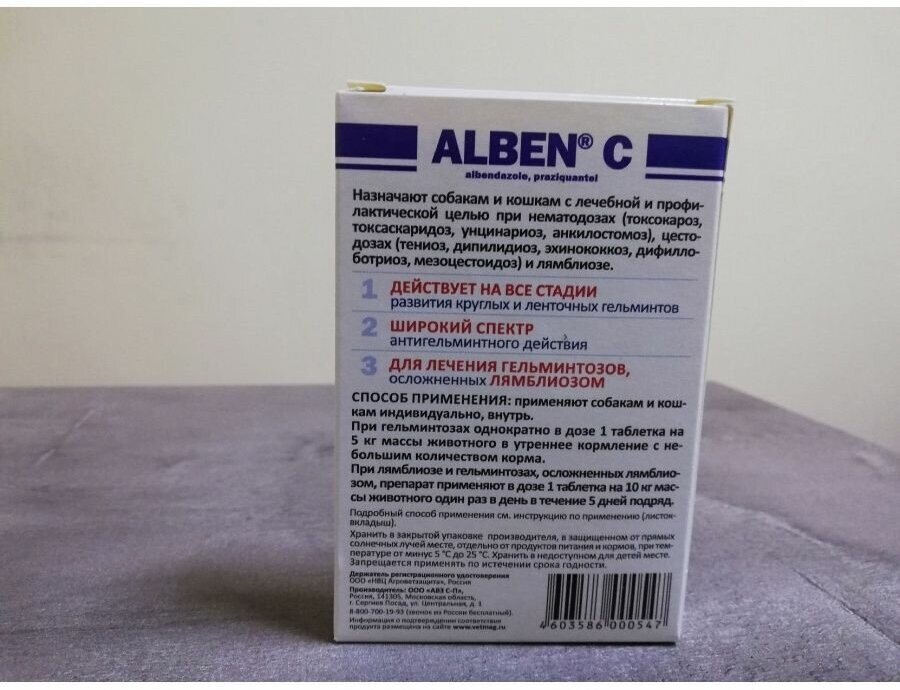 ALBEN® C
albendazole, praziquantel
Назначают собакам и кошкам с лечебной и профи-
лактической целью при нематодозах (токсокароз,
токсаскаридоз, унцинариоз, анкилостомоз), цесто-
дозах (тениоз, дипилидиоз, эхинококкоз, дифилло-
ботриоз, мезоцестоидоз) и лямблиозе.
1 ДЕЙСТВУЕТ НА ВСЕ СТАДИИ
развития круглых и ленточных гельминтов
2 ШИРОКИЙ СПЕКТР
антигельминтного действия
3 ДЛЯ ЛЕЧЕНИЯ ГЕЛЬМИНТОЗОВ,
осложненных ЛЯМБЛИОЗОМ
СПОСОБ ПРИМЕНЕНИЯ: применяют собакам и кош-
кам индивидуально, внутрь.
При гельминтозах однократно в дозе 1 таблетка на
5 кг массы животного в утреннее кормление с не-
большим количеством корма.
При лямблиозе и гельминтозах, осложненных лямблио-
зом, препарат применяют в дозе 1 таблетка на 10 кг мас-
сы животного один раз в день в течение 5 дней подряд.
Подробный способ применения см. инструкцию по применению (листок-
вкладыш).
Хранить в закрытой упаковке производителя, в защищенном от прямых
солнечных лучей месте, отдельно от продуктов питания и кормов, при тем-
пературе от минус 5 °С до 25 °С. Хранить в недоступном для детей месте.
Запрещается применять по истечении срока годности.
Держатель регистрационного удостоверения
ООО «НВЦ Агроветзащита», Россия
Производитель: ООО «АВЗ С-П»,
Россия, 141305, Московская область,
г. Сергиев Посад, ул. Центральная, д. 1
8-800-700-19-93 (звонок из России бесплатный).
Информация о подтверждении соответствия
продукта размещена на сайте www.vetmag.ru
4603586000547